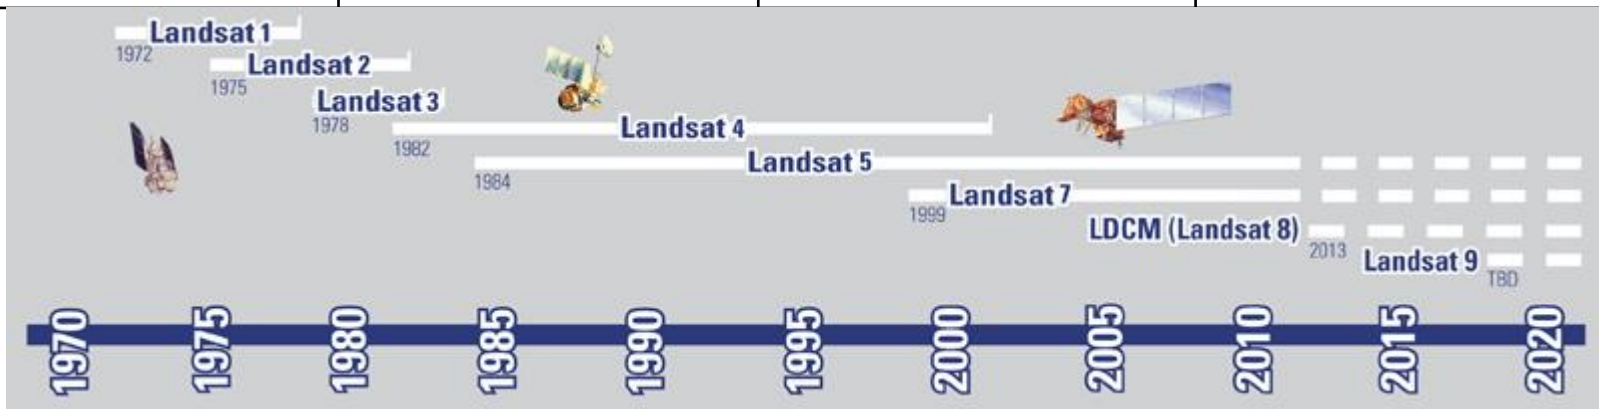 Landsat 1
1972
Landsat 2
1975
Landsat 3
1978
Landsat 4
1982
Landsat 5
1984
Landsat 7
1999
LDCM (Landsat 8)
2013
Landsat 9
TBD
1970 1975 1980 1985 1990 1995 2000 2005 2010 2015 2020